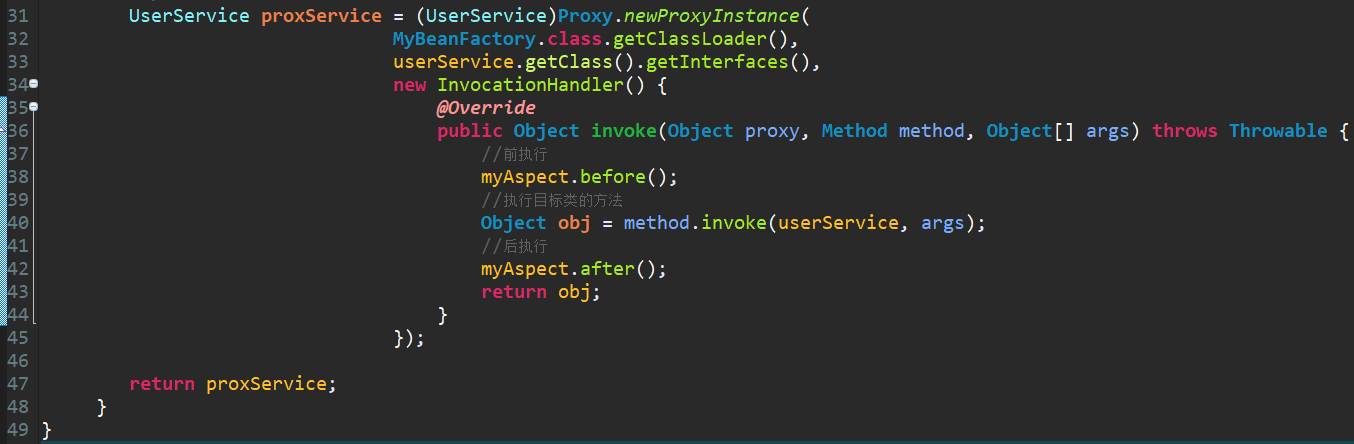 31 UserService proxService = (UserService)Proxy.newProxyInstance(
32 MyBeanFactory.class.getClassLoader(),
33 userService.getClass().getInterfaces(),
34 new InvocationHandler() {
35 @Override
36 public Object invoke(Object proxy, Method method, Object[] args) throws Throwable {
37 //前执行
38 myAspect.before();
39 //执行目标类的方法
40 Object obj = method.invoke(userService, args);
41 //后执行
42 myAspect.after();
43 return obj;
44 }
45 });
46
47 return proxService;
48 }
49 }